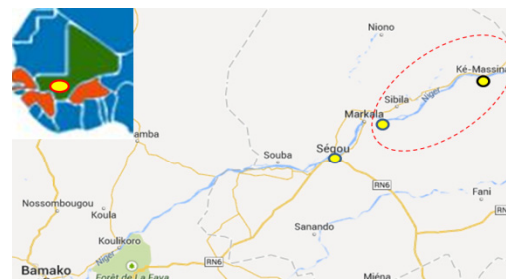 Niono
Ké-Massina
Sibila
Niger
Markala
amba
Ségou
Souba
RN6
Fani
Nossombougou
Koula
Sanando
Koulikoro
Niger
RN6
Bamako
Forêt de La Faya
Miéna
RN6